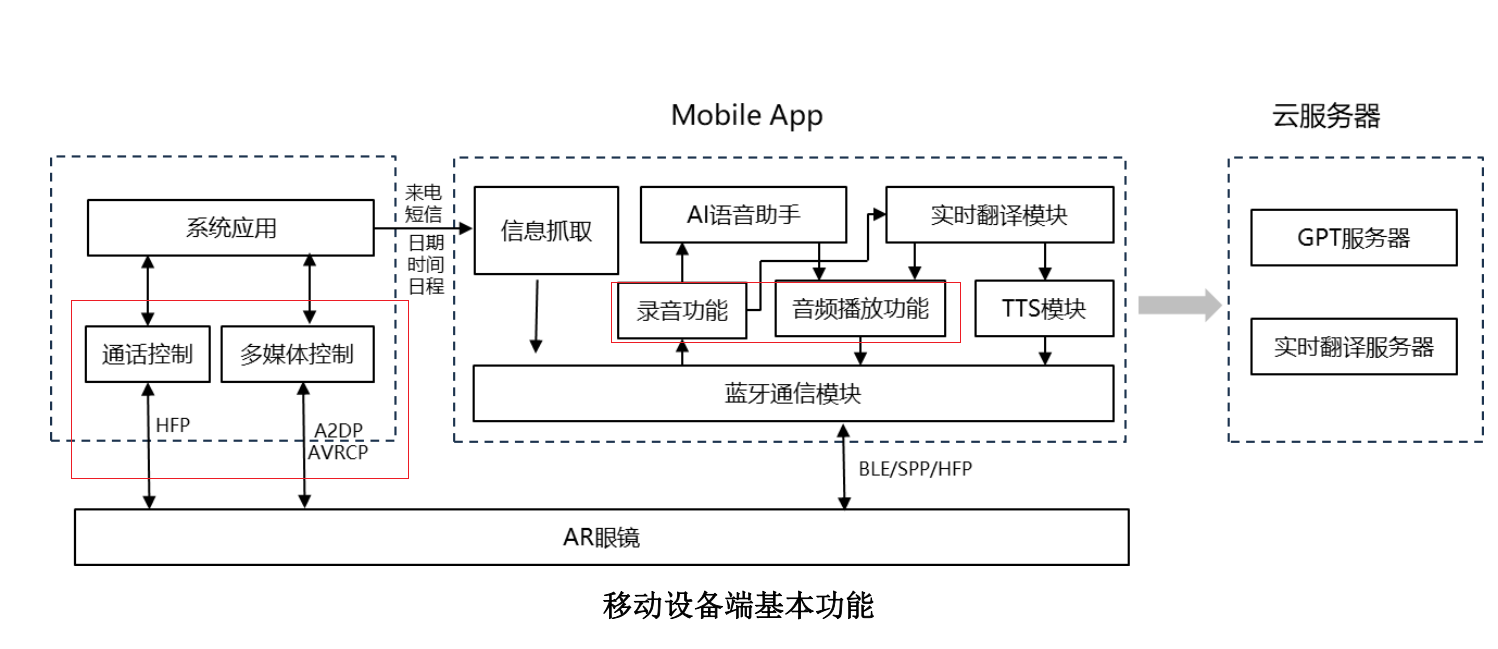 Mobile App
云服务器
系统应用
来电
短信
日期
时间
日程
信息抓取
AI语音助手
实时翻译模块
GPT服务器
录音功能
音频播放功能
TTS模块
通话控制
多媒体控制
实时翻译服务器
蓝牙通信模块
HFP
A2DP
AVRCP
BLE/SPP/HFP
AR眼镜
移动设备端基本功能